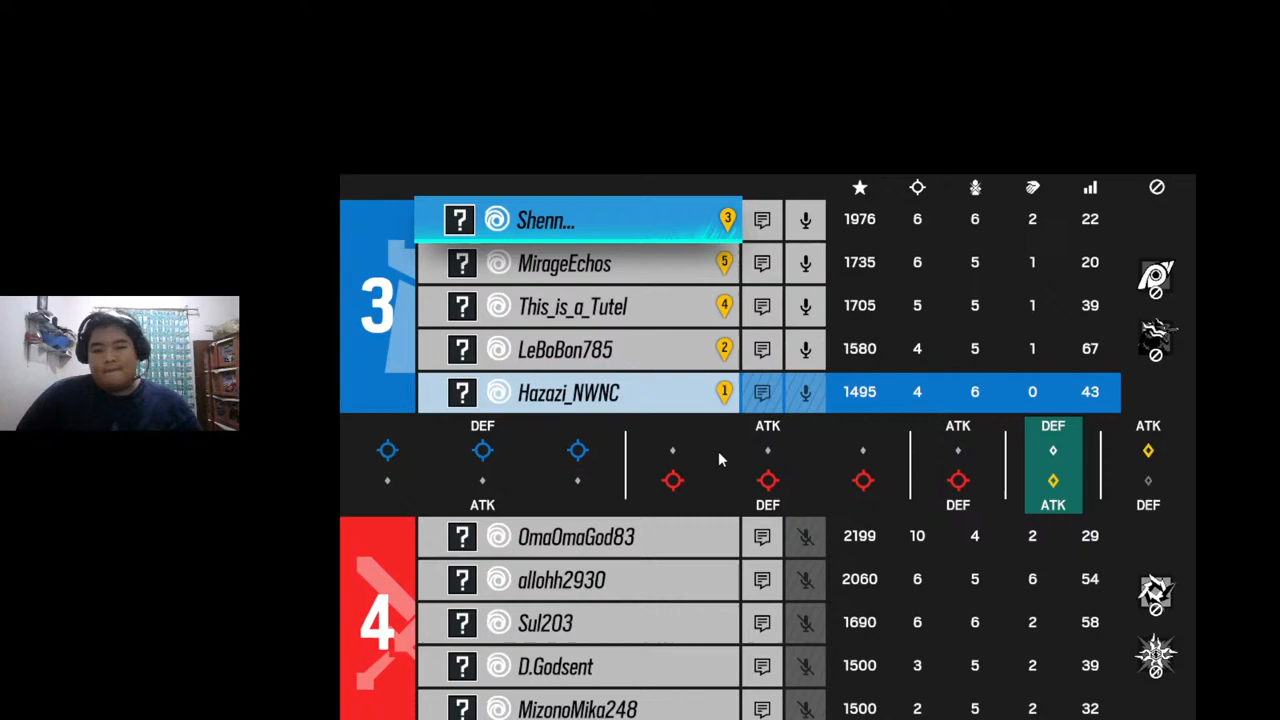 ? Shenn... 3 1976 6 6 2 22
? MirageEchos 5 1735 6 5 1 20
3
? This_is_a_Tutel 4 1705 5 5 1 39
? LeBoBon785 2 1580 4 5 1 67
? Hazazi_NWNC 1 1495 4 6 0 43
DEF ATK ATK DEF ATK
ATK DEF DEF ATK DEF
? OmaOmaGod83 2199 10 4 2 29
? allohh2930 2060 6 5 6 54
4
? Sul203 1690 6 6 2 58
? D.Godsent 1500 3 5 2 39
? MizonoMika248 1500 2 5 2 32